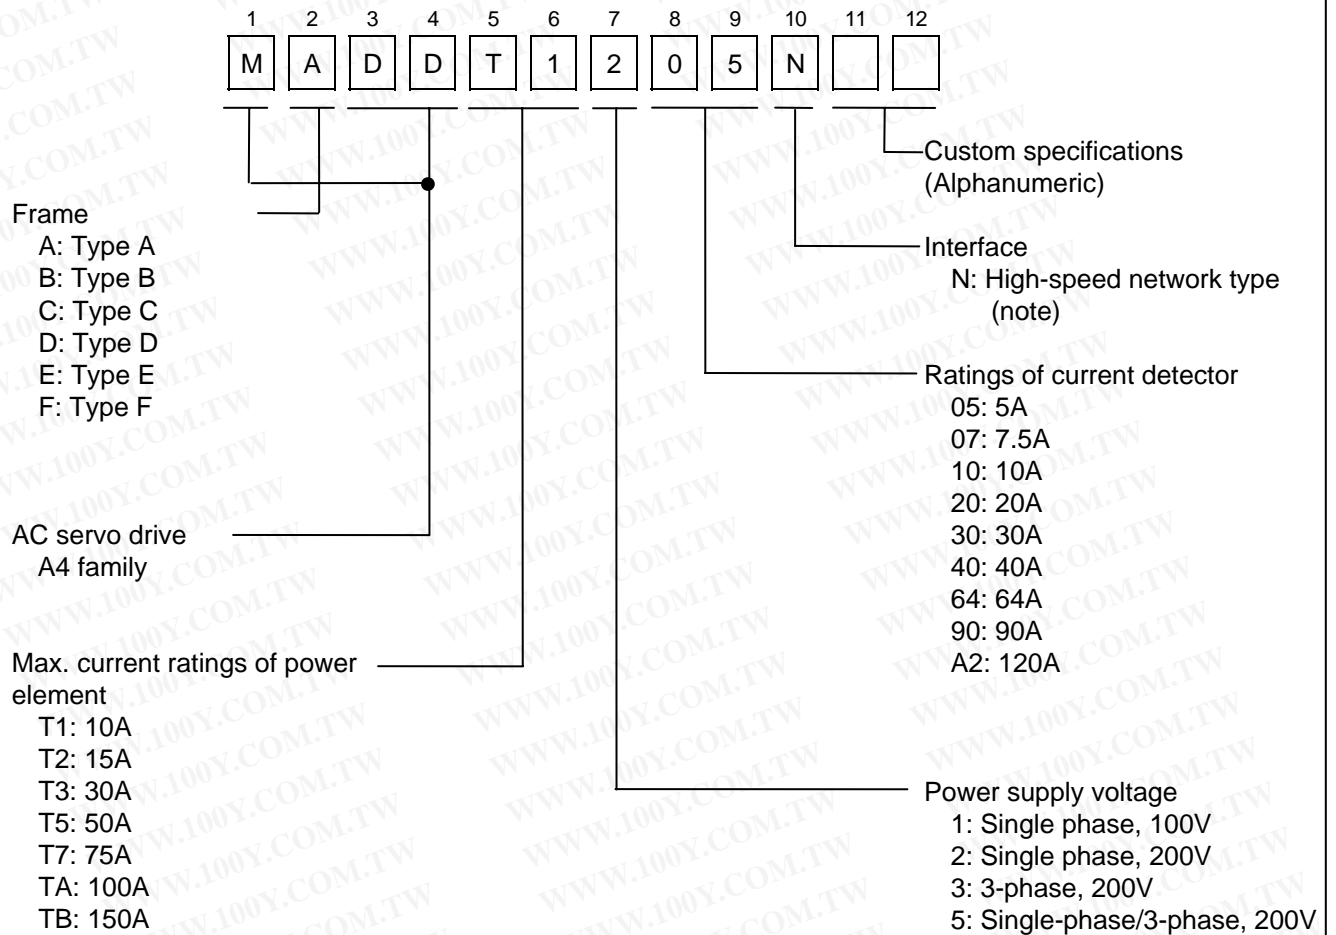 1 2 3 4 5 6 7 8 9 10 11 12
M A D D T 1 2 0 5 N
Custom specifications
(Alphanumeric)
Frame
A: Type A
B: Type B
C: Type C
D: Type D
E: Type E
F: Type F
Interface
N: High-speed network type
(note)
Ratings of current detector
05: 5A
07: 7.5A
10: 10A
20: 20A
30: 30A
40: 40A
64: 64A
90: 90A
A2: 120A
AC servo drive
A4 family
Max. current ratings of power
element
T1: 10A
T2: 15A
T3: 30A
T5: 50A
T7: 75A
TA: 100A
TB: 150A
Power supply voltage
1: Single phase, 100V
2: Single phase, 200V
3: 3-phase, 200V
5: Single-phase/3-phase, 200V
WWW.100Y.COM.TW